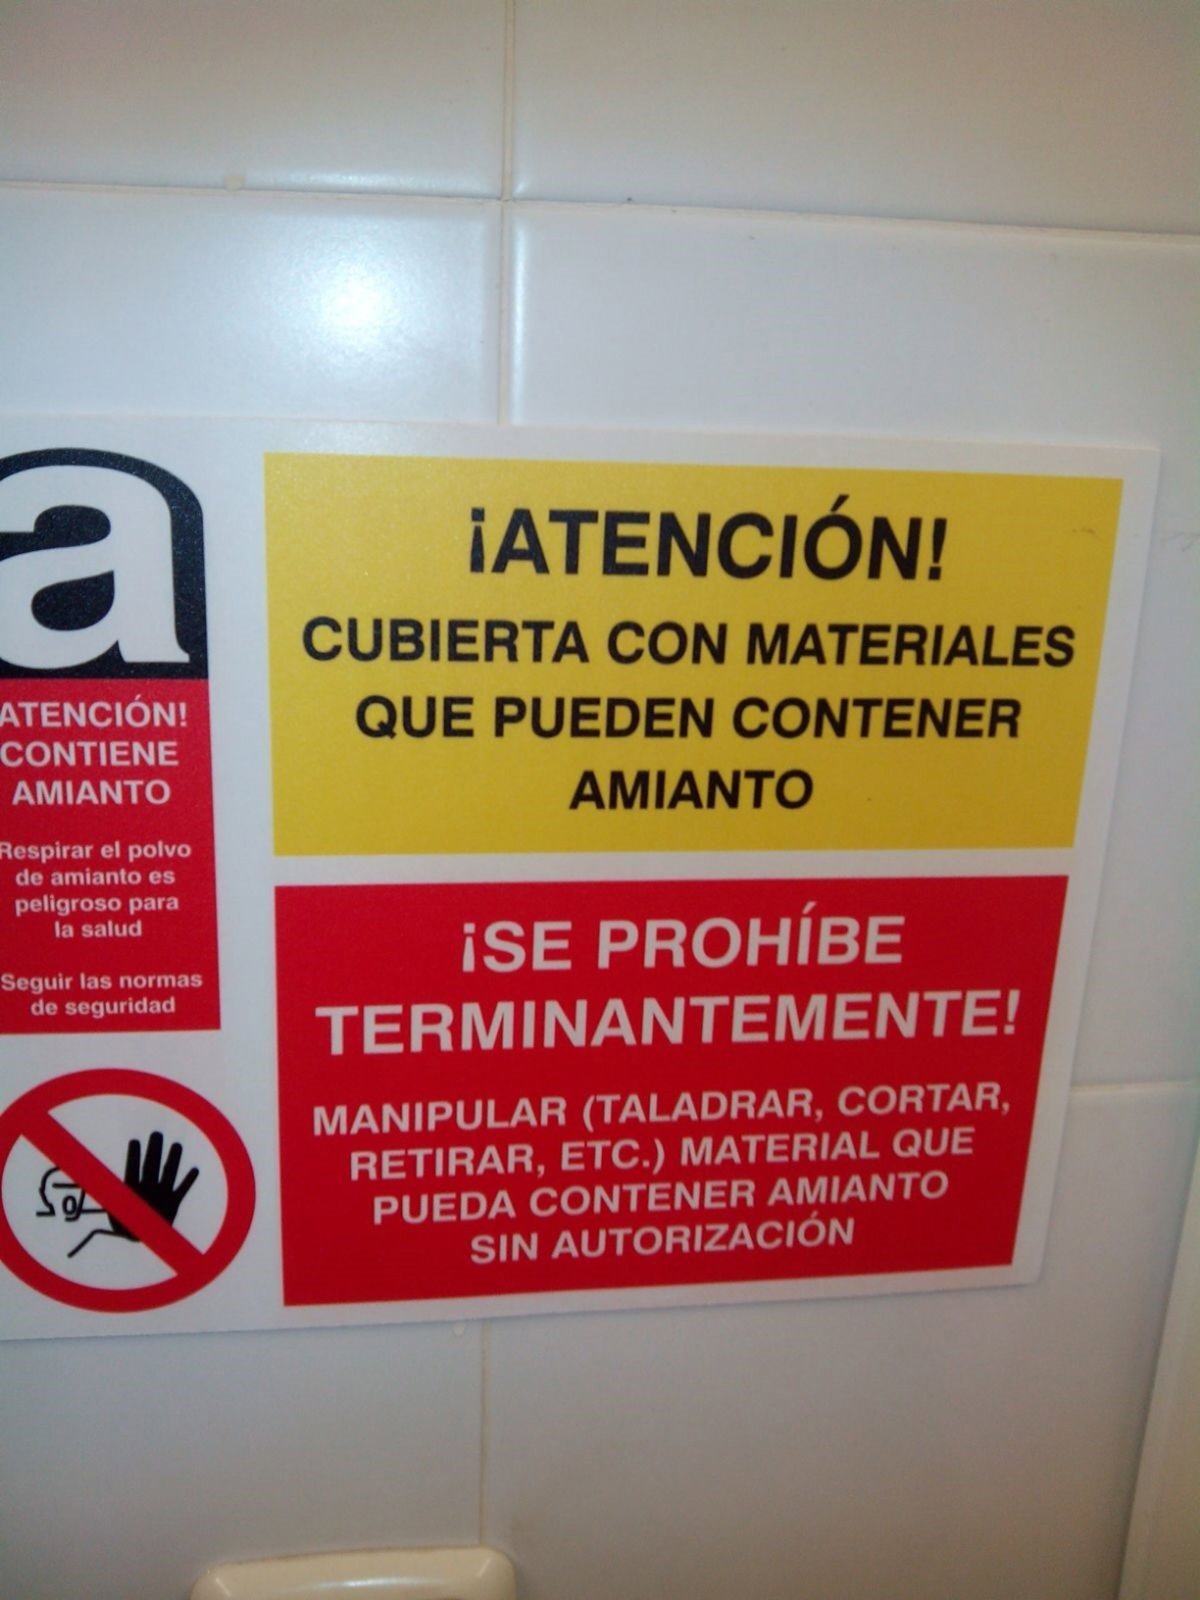 a
ATENCIÓN!
CONTIENE
AMIANTO
Respirar el polvo
de amianto es
peligroso para
la salud
Seguir las normas
de seguridad
¡ATENCIÓN!
CUBIERTA CON MATERIALES
QUE PUEDEN CONTENER
AMIANTO
¡SE PROHÍBE
TERMINANTEMENTE!
MANIPULAR (TALADRAR, CORTAR,
RETIRAR, ETC.) MATERIAL QUE
PUEDA CONTENER AMIANTO
SIN AUTORIZACIÓN